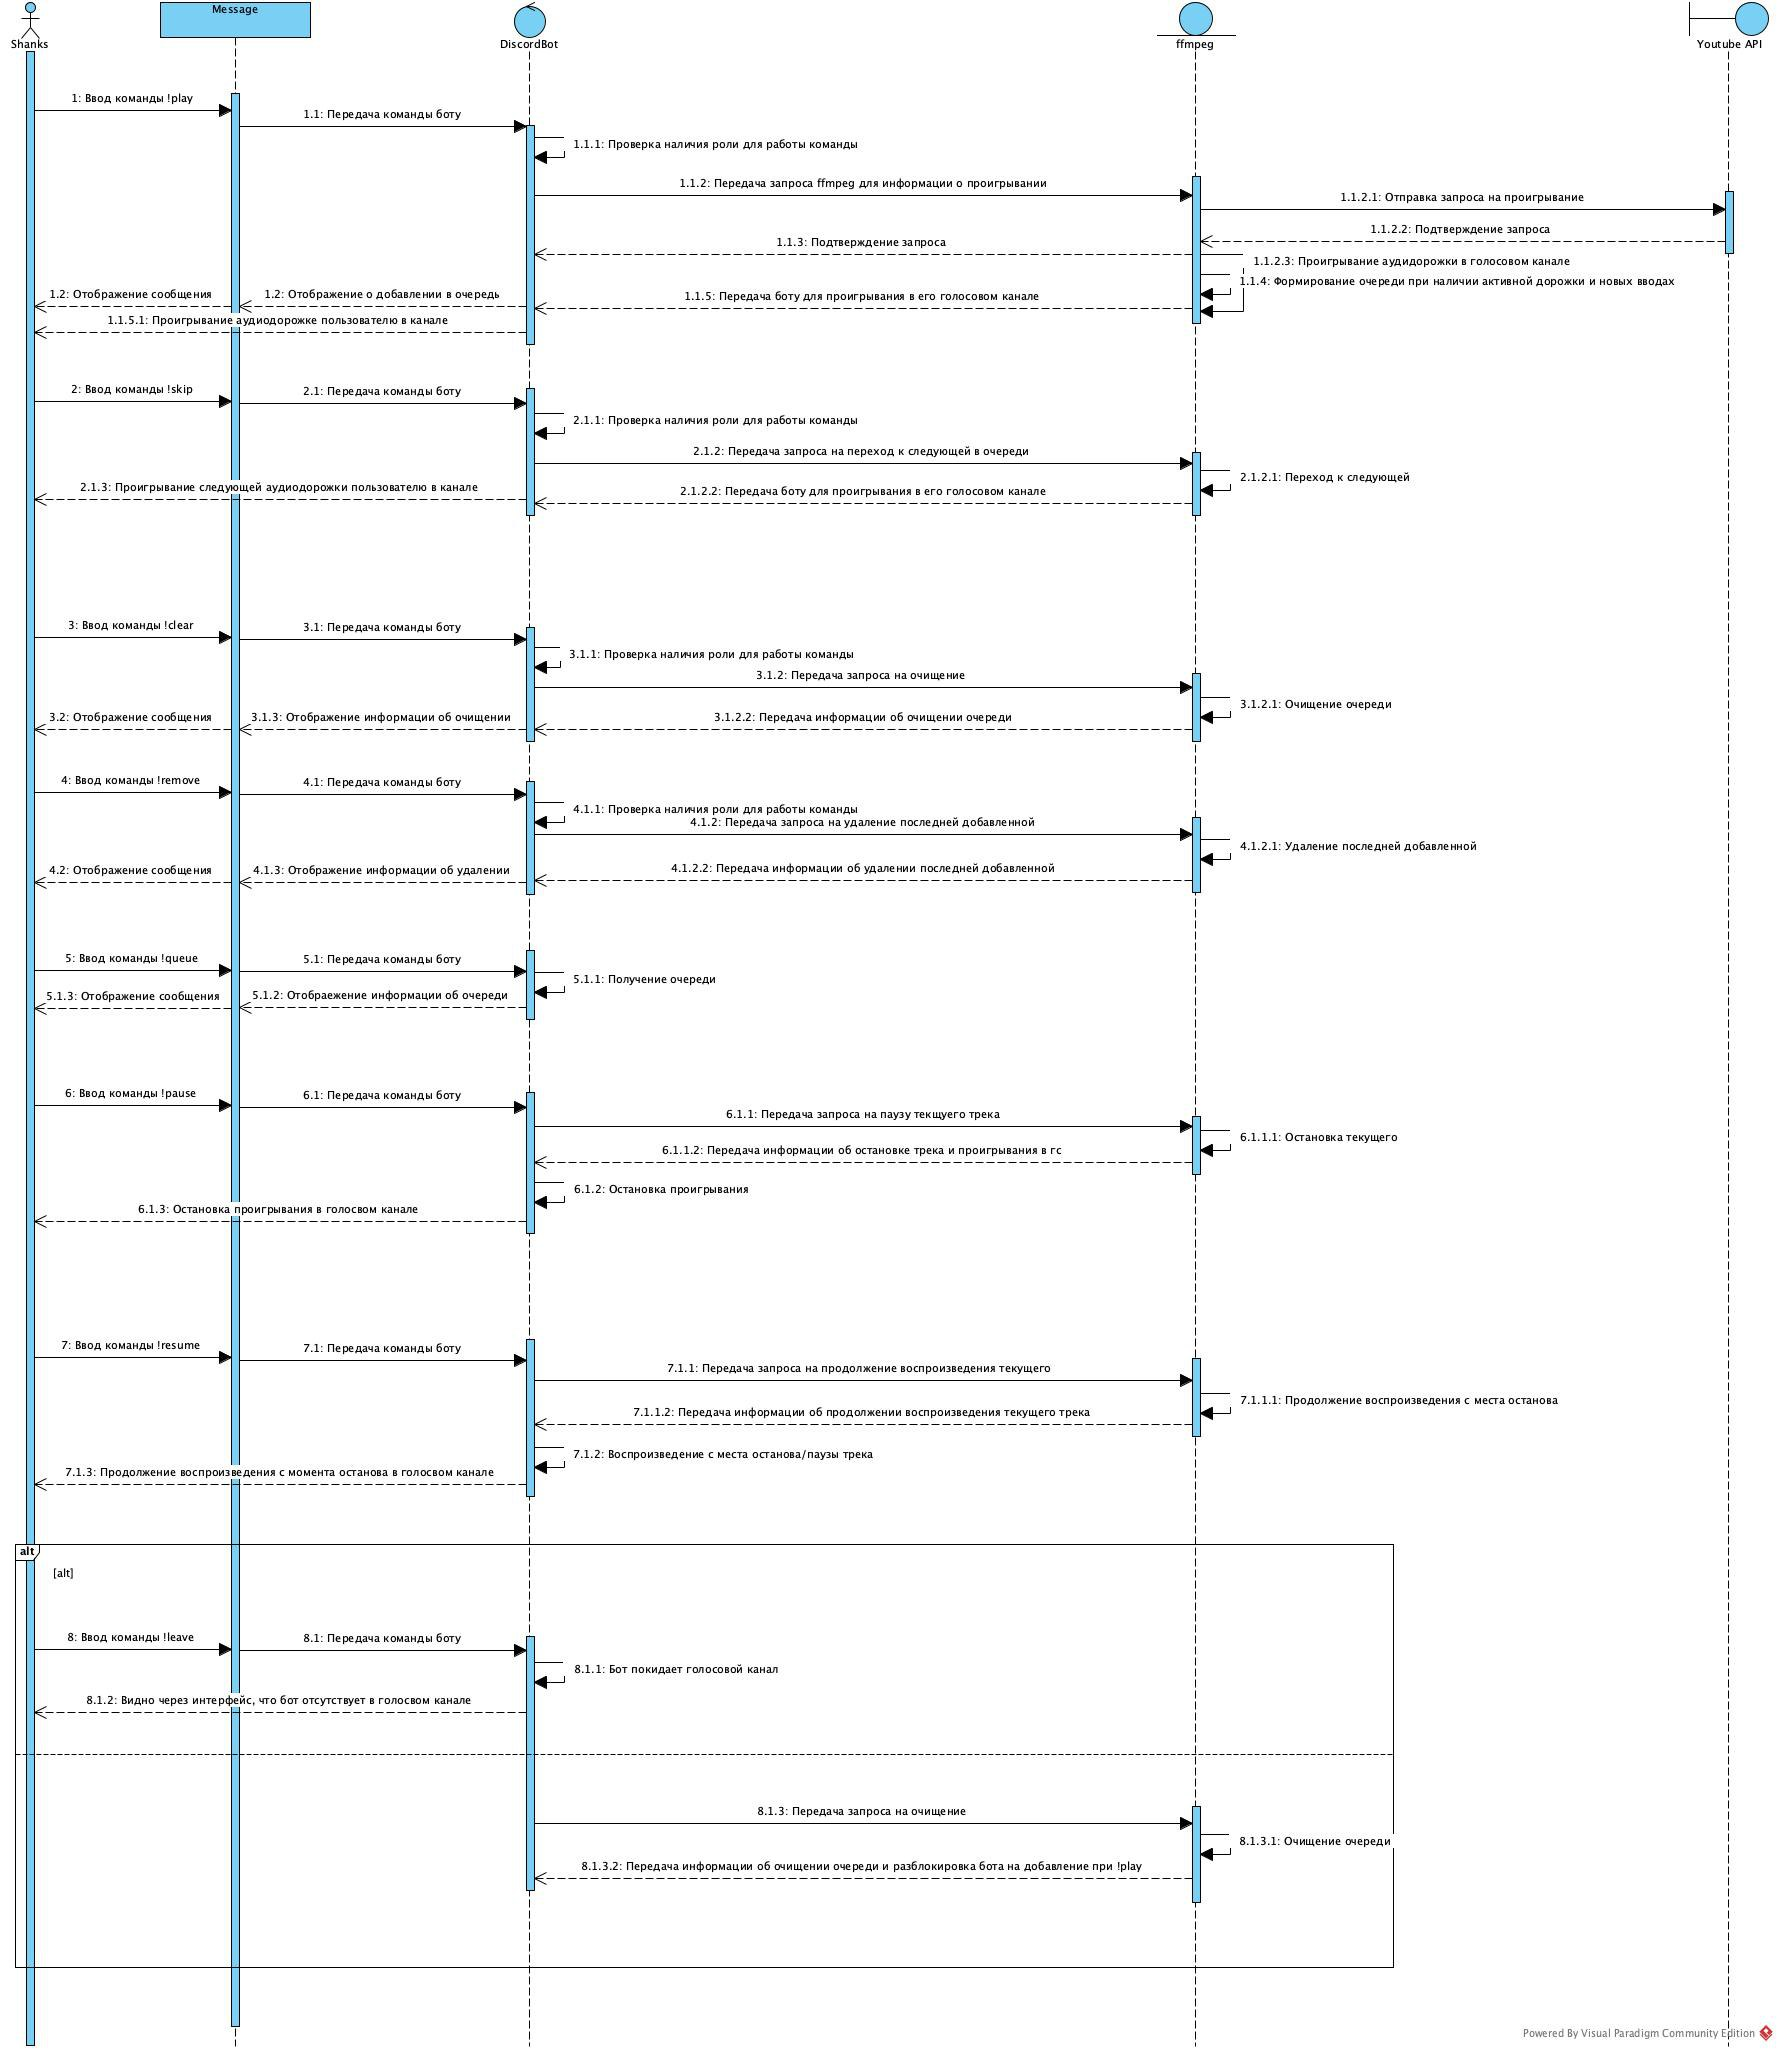 Message
Shanks
DiscordBot
ffmpeg
Youtube API
1: Ввод команды !play
1.1: Передача команды боту
1.1.1: Проверка наличия роли для работы команды
1.1.2: Передача запроса ffmpeg для информации о проигрывании
1.1.2.1: Отправка запроса на проигрывание
1.1.2.2: Подтверждение запроса
1.1.3: Подтверждение запроса
1.1.2.3: Проигрывание аудидорожки в голосовом канале
1.1.4: Формирование очереди при наличии активной дорожки и новых вводах
1.2: Отображение сообщения
1.2: Отображение о добавлении в очередь
1.1.5: Передача боту для проигрывания в его голосовом канале
1.1.5.1: Проигрывание аудиодорожке пользователю в канале
2: Ввод команды !skip
2.1: Передача команды боту
2.1.1: Проверка наличия роли для работы команды
2.1.2: Передача запроса на переход к следующей в очереди
2.1.2.1: Переход к следующей
2.1.3: Проигрывание следующей аудиодорожки пользователю в канале
2.1.2.2: Передача боту для проигрывания в его голосовом канале
3: Ввод команды !clear
3.1: Передача команды боту
3.1.1: Проверка наличия роли для работы команды
3.1.2: Передача запроса на очищение
3.1.2.1: Очищение очереди
3.2: Отображение сообщения
3.1.3: Отображение информации об очищении
3.1.2.2: Передача информации об очищении очереди
4: Ввод команды !remove
4.1: Передача команды боту
4.1.1: Проверка наличия роли для работы команды
4.1.2: Передача запроса на удаление последней добавленной
4.1.2.1: Удаление последней добавленной
4.2: Отображение сообщения
4.1.3: Отображение информации об удалении
4.1.2.2: Передача информации об удалении последней добавленной
5: Ввод команды !queue
5.1: Передача команды боту
5.1.1: Получение очереди
5.1.3: Отображение сообщения
5.1.2: Отобраежение информации об очереди
6: Ввод команды !pause
6.1: Передача команды боту
6.1.1: Передача запроса на паузу текщуего трека
6.1.1.1: Остановка текущего
6.1.1.2: Передача информации об остановке трека и проигрывания в гс
6.1.2: Остановка проигрывания
6.1.3: Остановка проигрывания в голосвом канале
7: Ввод команды !resume
7.1: Передача команды боту
7.1.1: Передача запроса на продолжение воспроизведения текущего
7.1.1.1: Продолжение воспроизведения с места останова
7.1.1.2: Передача информации об продолжении воспроизведения текущего трека
7.1.2: Воспроизведение с места останова/паузы трека
7.1.3: Продолжение воспроизведения с момента останова в голосвом канале
alt
[alt]
8: Ввод команды !leave
8.1: Передача команды боту
8.1.1: Бот покидает голосовой канал
8.1.2: Видно через интерфейс, что бот отсутствует в голосвом канале
8.1.3: Передача запроса на очищение
8.1.3.1: Очищение очереди
8.1.3.2: Передача информации об очищении очереди и разблокировка бота на добавление при !play
Powered By Visual Paradigm Community Edition